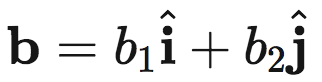 𝐛 = b₁𝐢̂ + b₂𝐣̂